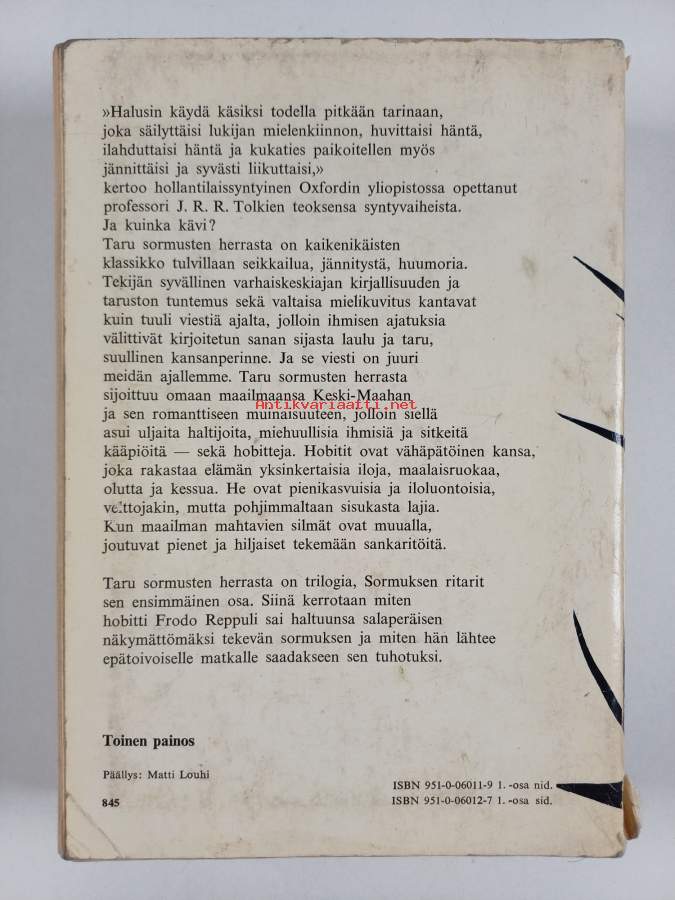 »Halusin käydä käsiksi todella pitkään tarinaan,
joka säilyttäisi lukijan mielenkiinnon, huvittaisi häntä,
ilahduttaisi häntä ja kukaties paikoitellen myös
jännittäisi ja syvästi liikuttaisi,»
kertoo hollantilaissyntyinen Oxfordin yliopistossa opettanut
professori J. R. R. Tolkien teoksensa syntyvaiheista.
Ja kuinka kävi?
Taru sormusten herrasta on kaikenikäisten
klassikko tulvillaan seikkailua, jännitystä, huumoria.
Tekijän syvällinen varhaiskeskiajan kirjallisuuden ja
taruston tuntemus sekä valtaisa mielikuvitus kantavat
kuin tuuli viestiä ajalta, jolloin ihmisen ajatuksia
välittivät kirjoitetun sanan sijasta laulu ja taru,
suullinen kansanperinne. Ja se viesti on juuri
meidän ajallemme. Taru sormusten herrasta
sijoittuu omaan maailmaansa Keski-Maahan
Antikvariaatti.net
ja sen romanttiseen muinaisuuteen, jolloin siellä
asui uljaita haltijoita, miehuullisia ihmisiä ja sitkeitä
kääpiöitä — sekä hobitteja. Hobitit ovat vähäpätöinen kansa,
joka rakastaa elämän yksinkertaisia iloja, maalaisruokaa,
olutta ja kessua. He ovat pienikasvuisia ja iloluontoisia,
velttojakin, mutta pohjimmaltaan sisukasta lajia.
Kun maailman mahtavien silmät ovat muualla,
joutuvat pienet ja hiljaiset tekemään sankaritöitä.
Taru sormusten herrasta on trilogia, Sormuksen ritarit
sen ensimmäinen osa. Siinä kerrotaan miten
hobitti Frodo Reppuli sai haltuunsa salaperäisen
näkymättömäksi tekevän sormuksen ja miten hän lähtee
epätoivoiselle matkalle saadakseen sen tuhotuksi.
Toinen painos
Päällys: Matti Louhi
845
ISBN 951-0-06011-9 1. -osa nid.
ISBN 951-0-06012-7 1. -osa sid.